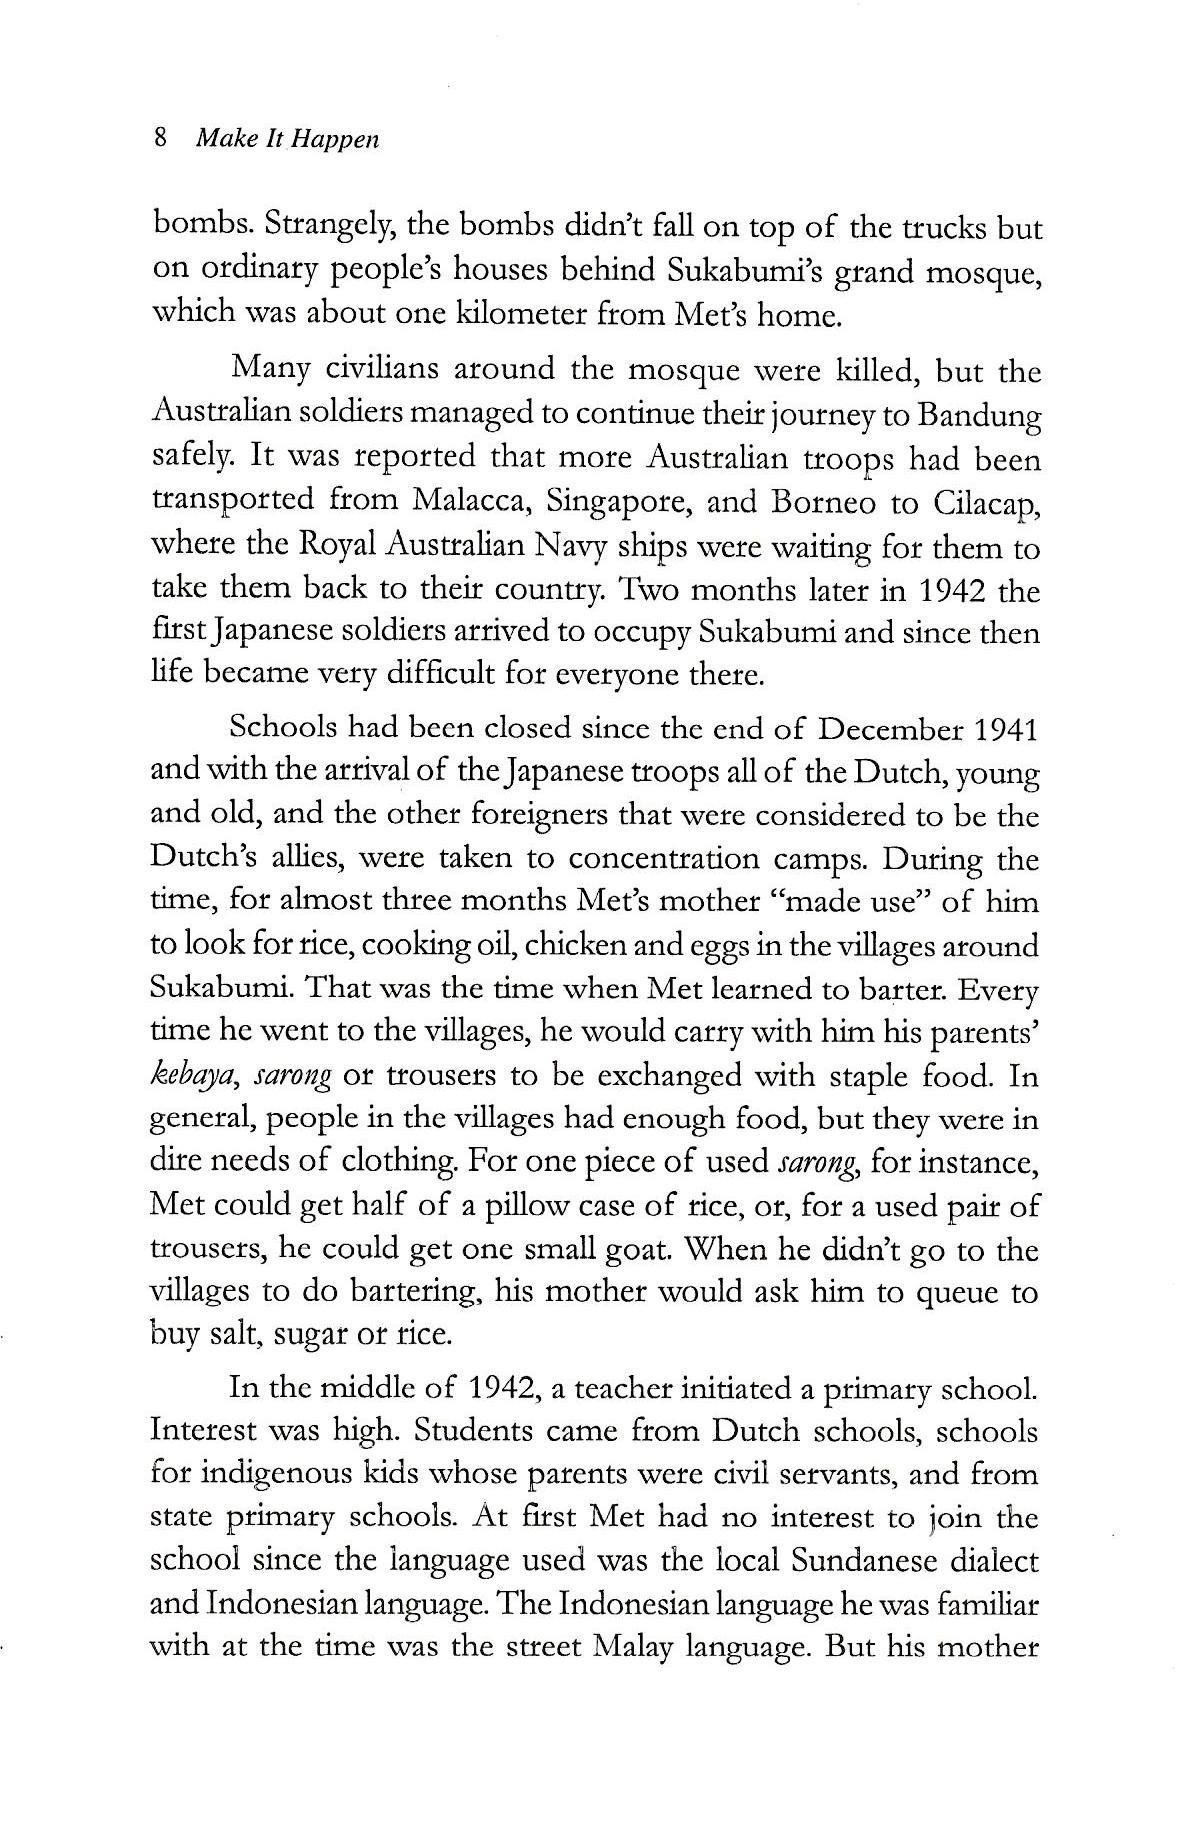 8 Make It Happen
bombs. Strangely, the bombs didn't fall on top of the trucks but
on ordinary people's houses behind Sukabumi's grand mosque,
which was about one kilometer from Met's home.
Many civilians around the mosque were killed, but the
Australian soldiers managed to continue their journey to Bandung
safely. It was reported that more Australian troops had been
transported from Malacca, Singapore, and Borneo to Cilacap,
where the Royal Australian Navy ships were waiting for them to
take them back to their country. Two months later in 1942 the
first Japanese soldiers arrived to occupy Sukabumi and since then
life became very difficult for everyone there.
Schools had been closed since the end of December 1941
and with the arrival of the Japanese troops all of the Dutch, young
and old, and the other foreigners that were considered to be the
Dutch's allies, were taken to concentration camps. During the
time, for almost three months Met's mother "made use" of him
to look for rice, cooking oil, chicken and eggs in the villages around
Sukabumi. That was the time when Met learned to barter. Every
time he went to the villages, he would carry with him his parents'
kebaya, sarong or trousers to be exchanged with staple food. In
general, people in the villages had enough food, but they were in
dire needs of clothing. For one piece of used sarong, for instance,
Met could get half of a pillow case of rice, or, for a used pair of
trousers, he could get one small goat. When he didn't go to the
villages to do bartering, his mother would ask him to queue to
buy salt, sugar or rice.
In the middle of 1942, a teacher initiated a primary school.
Interest was high. Students came from Dutch schools, schools
for indigenous kids whose parents were civil servants, and from
state primary schools. At first Met had no interest to join the
school since the language used was the local Sundanese dialect
and Indonesian language. The Indonesian language he was familiar
with at the time was the street Malay language. But his mother